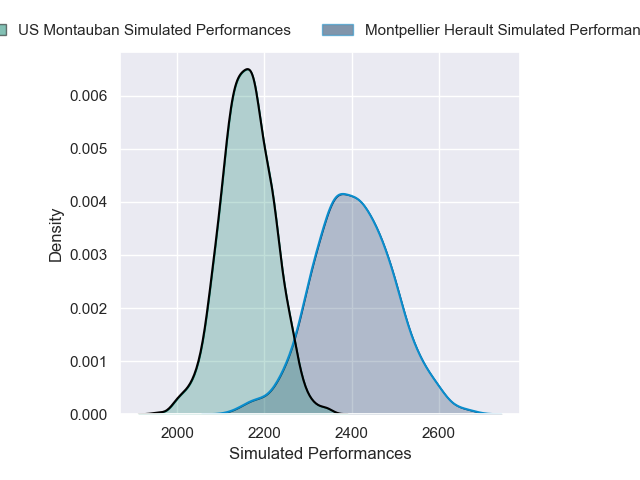 US Montauban Simulated Performances Montpellier Herault Simulated
0.006
0.005
0.004
0.003
0.002
0.001
0.000
Density
2000 2200 2400 2600
Simulated Performances